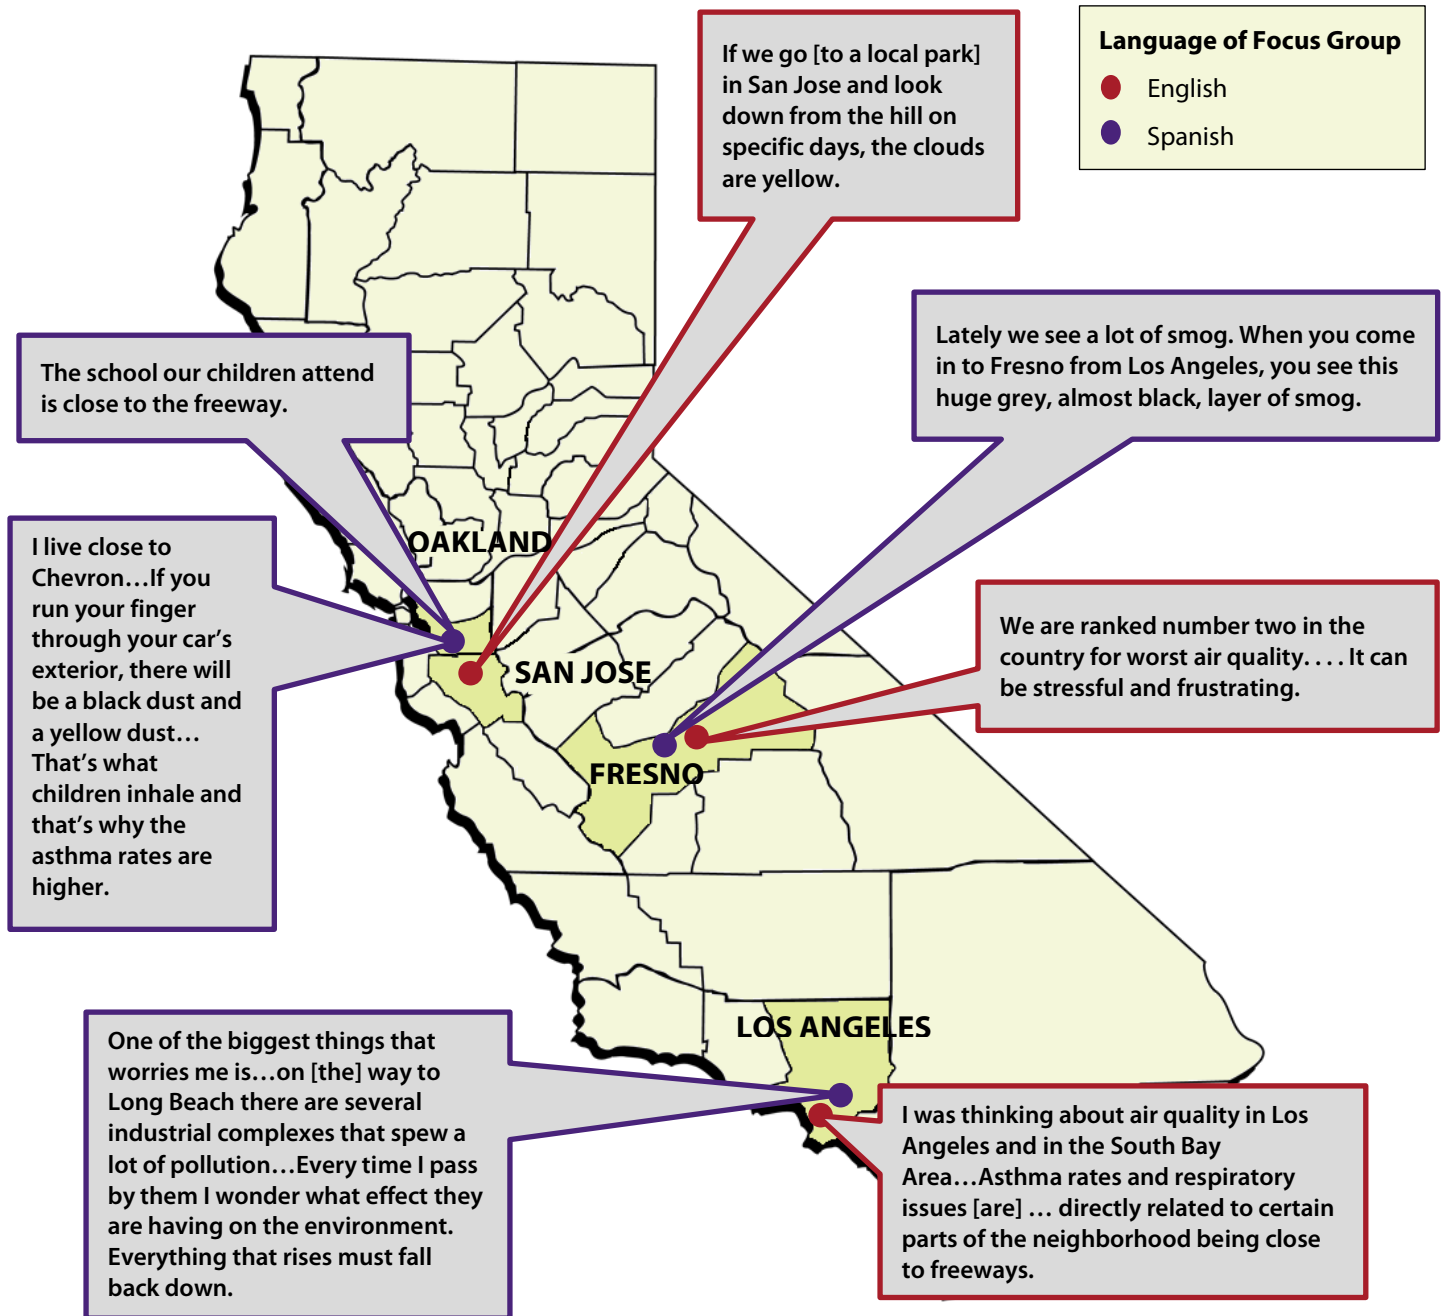 If we go [to a local park]
in San Jose and look
down from the hill on
specific days, the clouds
are yellow.
Language of Focus Group
English
Spanish
Lately we see a lot of smog. When you come
in to Fresno from Los Angeles, you see this
huge grey, almost black, layer of smog.
The school our children attend
is close to the freeway.
I live close to
Chevron…If you
run your finger
through your car’s
exterior, there will
be a black dust and
a yellow dust…
That’s what
children inhale and
that’s why the
asthma rates are
higher.
OAKLAND
SAN JOSE
FRESNO
We are ranked number two in the
country for worst air quality. . . . It can
be stressful and frustrating.
LOS ANGELES
One of the biggest things that
worries me is…on [the] way to
Long Beach there are several
industrial complexes that spew a
lot of pollution…Every time I pass
by them I wonder what effect they
are having on the environment.
Everything that rises must fall
back down.
I was thinking about air quality in Los
Angeles and in the South Bay
Area…Asthma rates and respiratory
issues [are] … directly related to certain
parts of the neighborhood being close
to freeways.